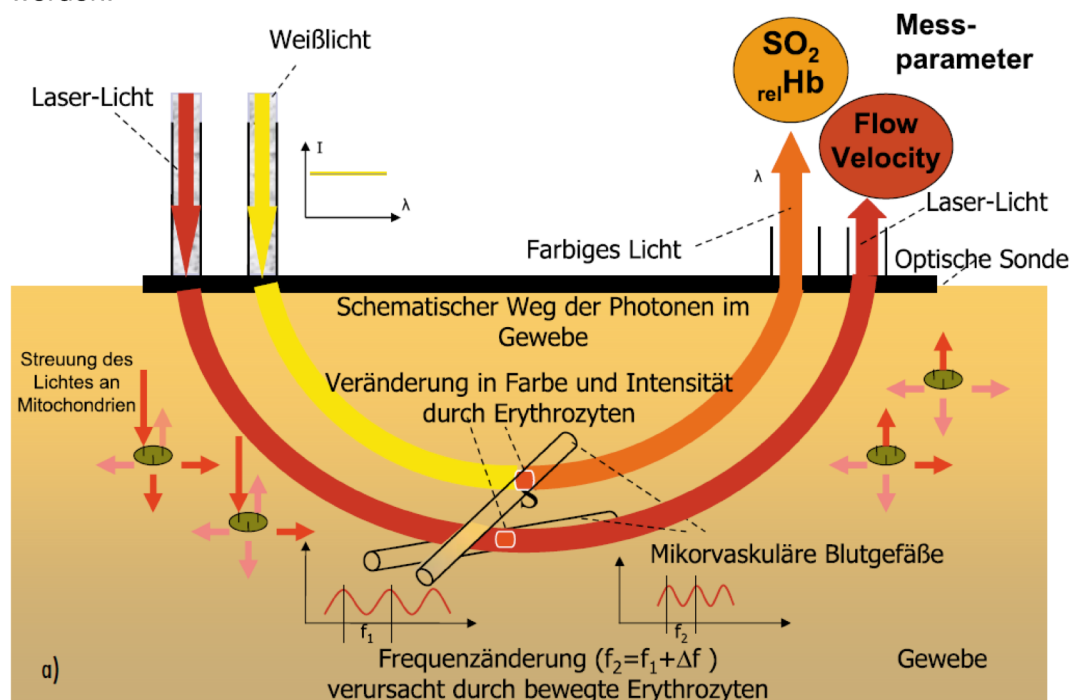 Weißlicht
Laser-Licht
I
λ
SO2
relHb
Mess-
parameter
Flow
Velocity
λ
Laser-Licht
Farbiges Licht
Optische Sonde
Schematischer Weg der Photonen im
Gewebe
Streuung des
Lichtes an
Mitochondrien
Veränderung in Farbe und Intensität
durch Erythrozyten
S
Mikorvaskuläre Blutgefäße
f1
f2
a)
Frequenzänderung (f2=f1+Δf )
verursacht durch bewegte Erythrozyten
Gewebe